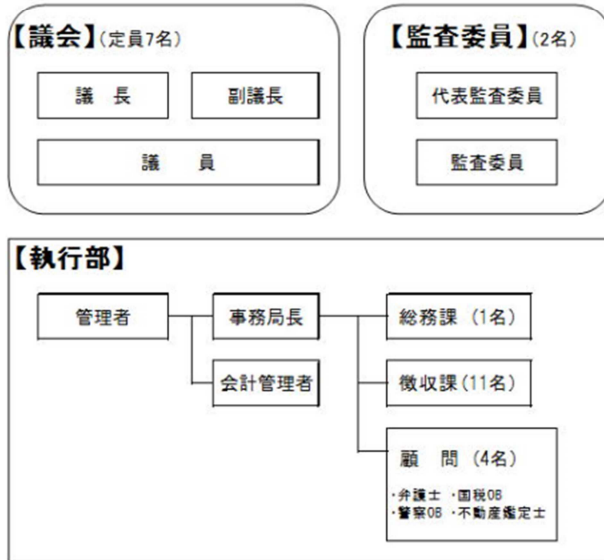 【議会】(定員7名)
議　長
副議長
議　員
【監査委員】(2名)
代表監査委員
監査委員
【執行部】
管理者
事務局長
会計管理者
総務課(1名)
徴収課(11名)
顧　問(4名)
・弁護士 ・国税OB
・警察OB ・不動産鑑定士